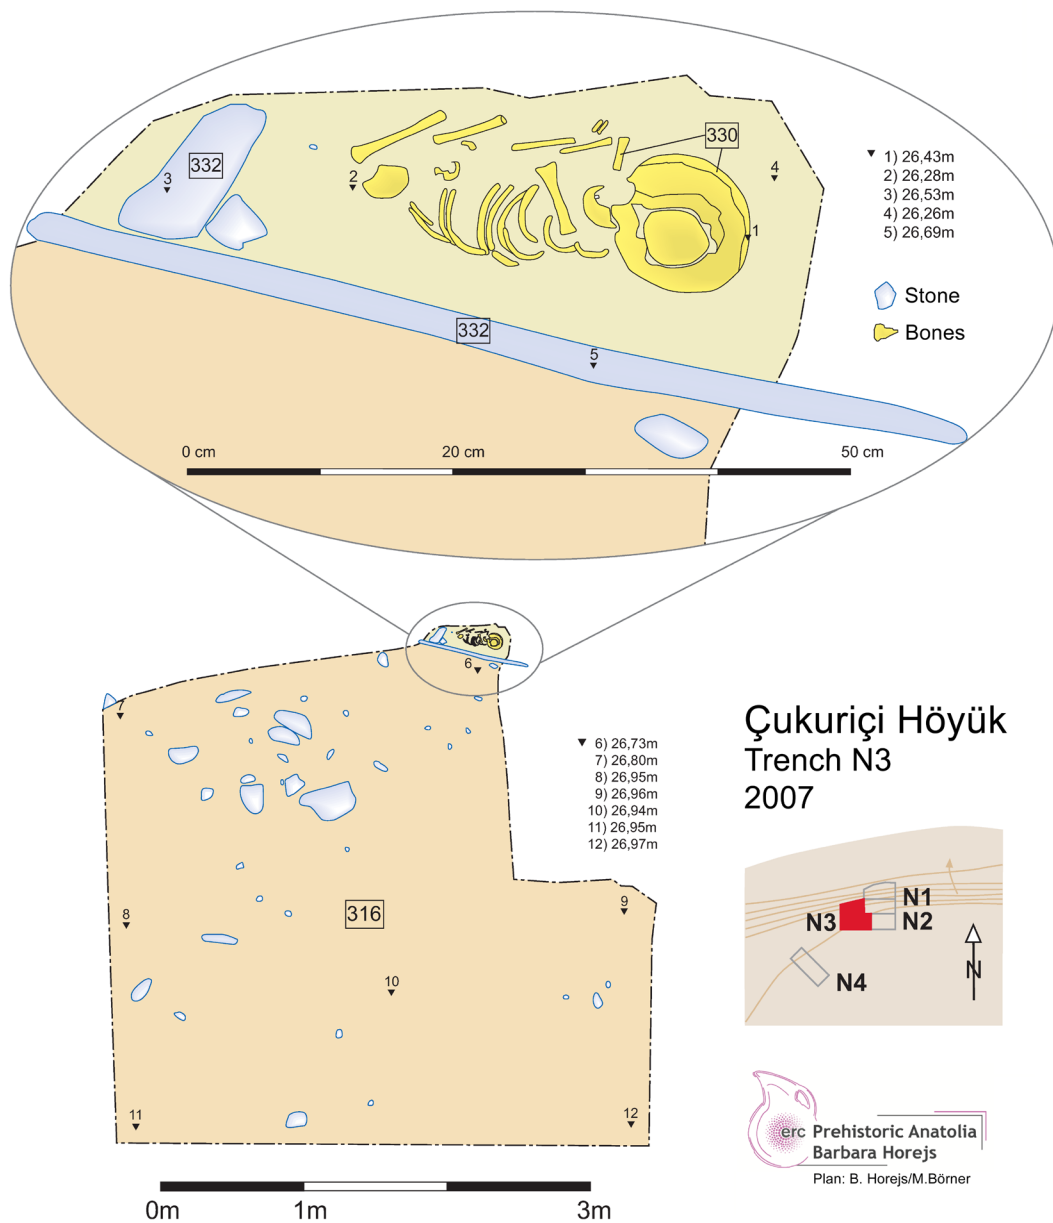 330
332
3
2
4
1
▼ 1) 26,43m
2) 26,28m
3) 26,53m
4) 26,26m
5) 26,69m
Stone
Bones
332
5
0 cm 20 cm 50 cm
6
7
▼ 6) 26,73m
7) 26,80m
8) 26,95m
9) 26,96m
10) 26,94m
11) 26,95m
12) 26,97m
Çukuriçi Höyük
Trench N3
2007
8
316
9
10
11
12
N1
N3 N2
N4
N
erc Prehistoric Anatolia
Barbara Horejs
Plan: B. Horejs/M.Börner
0m 1m 3m